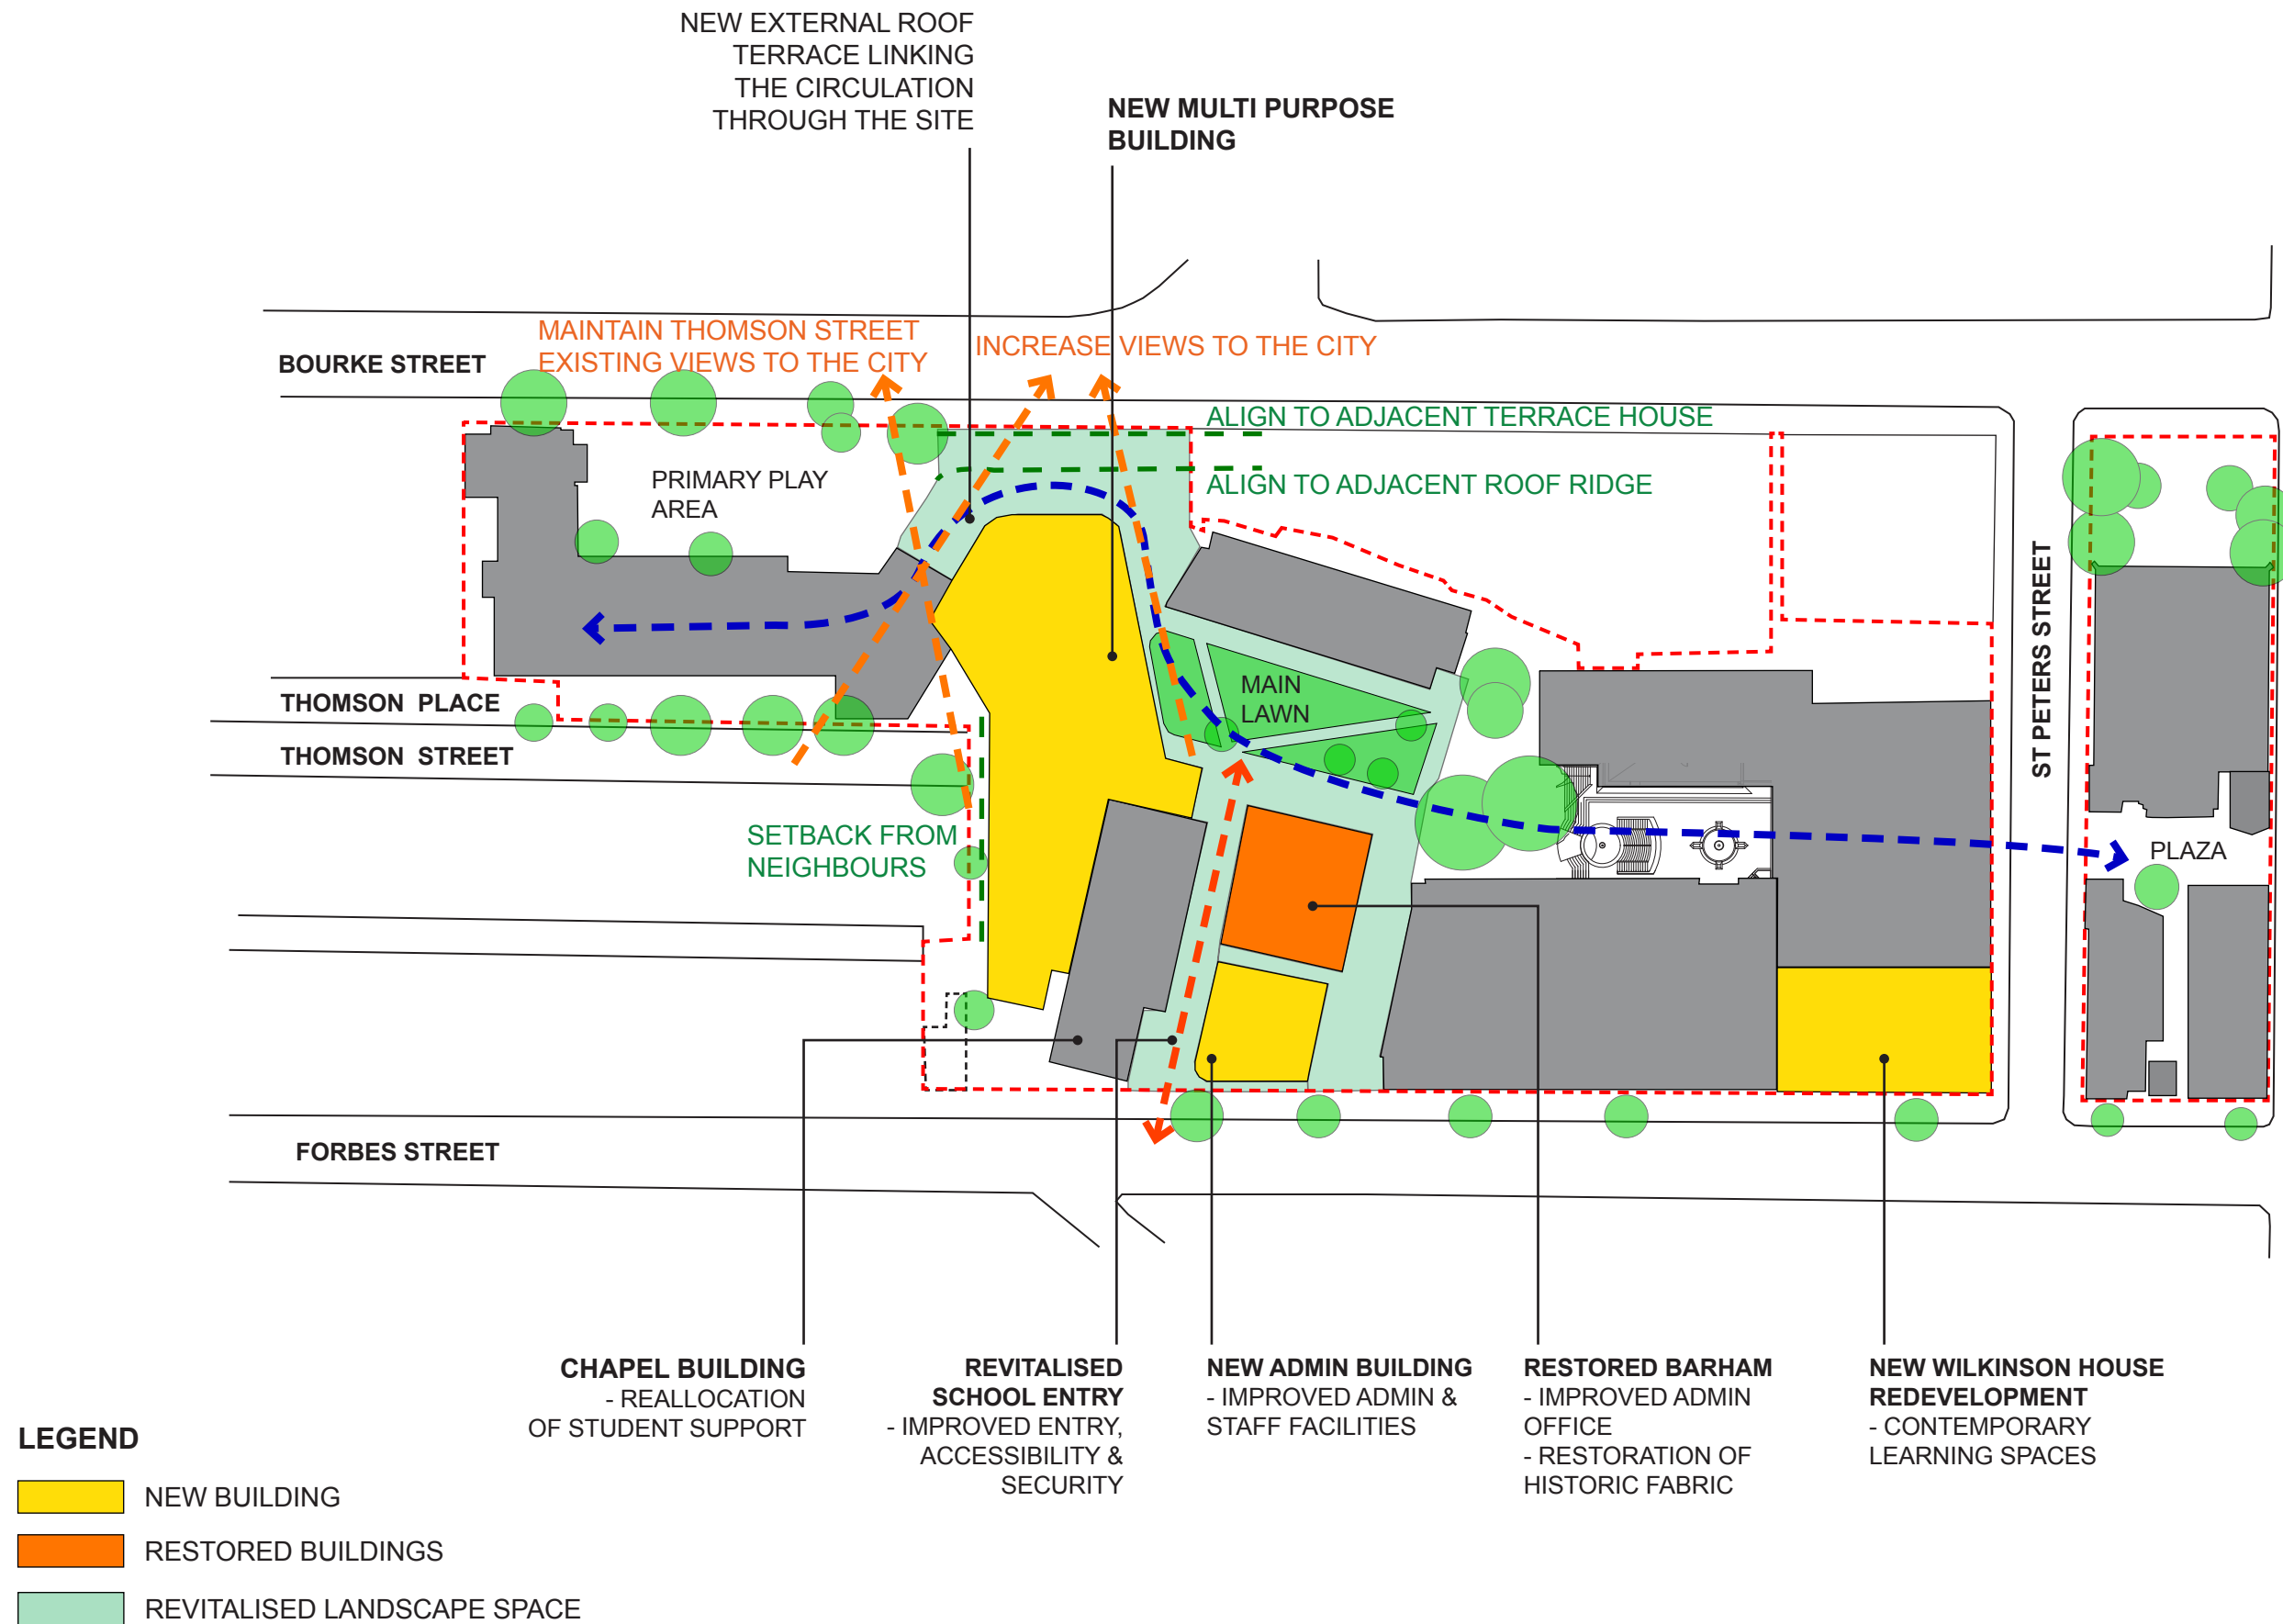 NEW EXTERNAL ROOF
TERRACE LINKING
THE CIRCULATION
THROUGH THE SITE
NEW MULTI PURPOSE
BUILDING
MAINTAIN THOMSON STREET
EXISTING VIEWS TO THE CITY
INCREASE VIEWS TO THE CITY
BOURKE STREET
ALIGN TO ADJACENT TERRACE HOUSE
ALIGN TO ADJACENT ROOF RIDGE
PRIMARY PLAY
AREA
ST PETERS STREET
MAIN
LAWN
THOMSON PLACE
THOMSON STREET
SETBACK FROM
NEIGHBOURS
PLAZA
FORBES STREET
CHAPEL BUILDING
- REALLOCATION
OF STUDENT SUPPORT
REVITALISED
SCHOOL ENTRY
- IMPROVED ENTRY,
ACCESSIBILITY &
SECURITY
NEW ADMIN BUILDING
- IMPROVED ADMIN &
STAFF FACILITIES
RESTORED BARHAM
- IMPROVED ADMIN
OFFICE
- RESTORATION OF
HISTORIC FABRIC
NEW WILKINSON HOUSE
REDEVELOPMENT
- CONTEMPORARY
LEARNING SPACES
LEGEND
NEW BUILDING
RESTORED BUILDINGS
REVITALISED LANDSCAPE SPACE